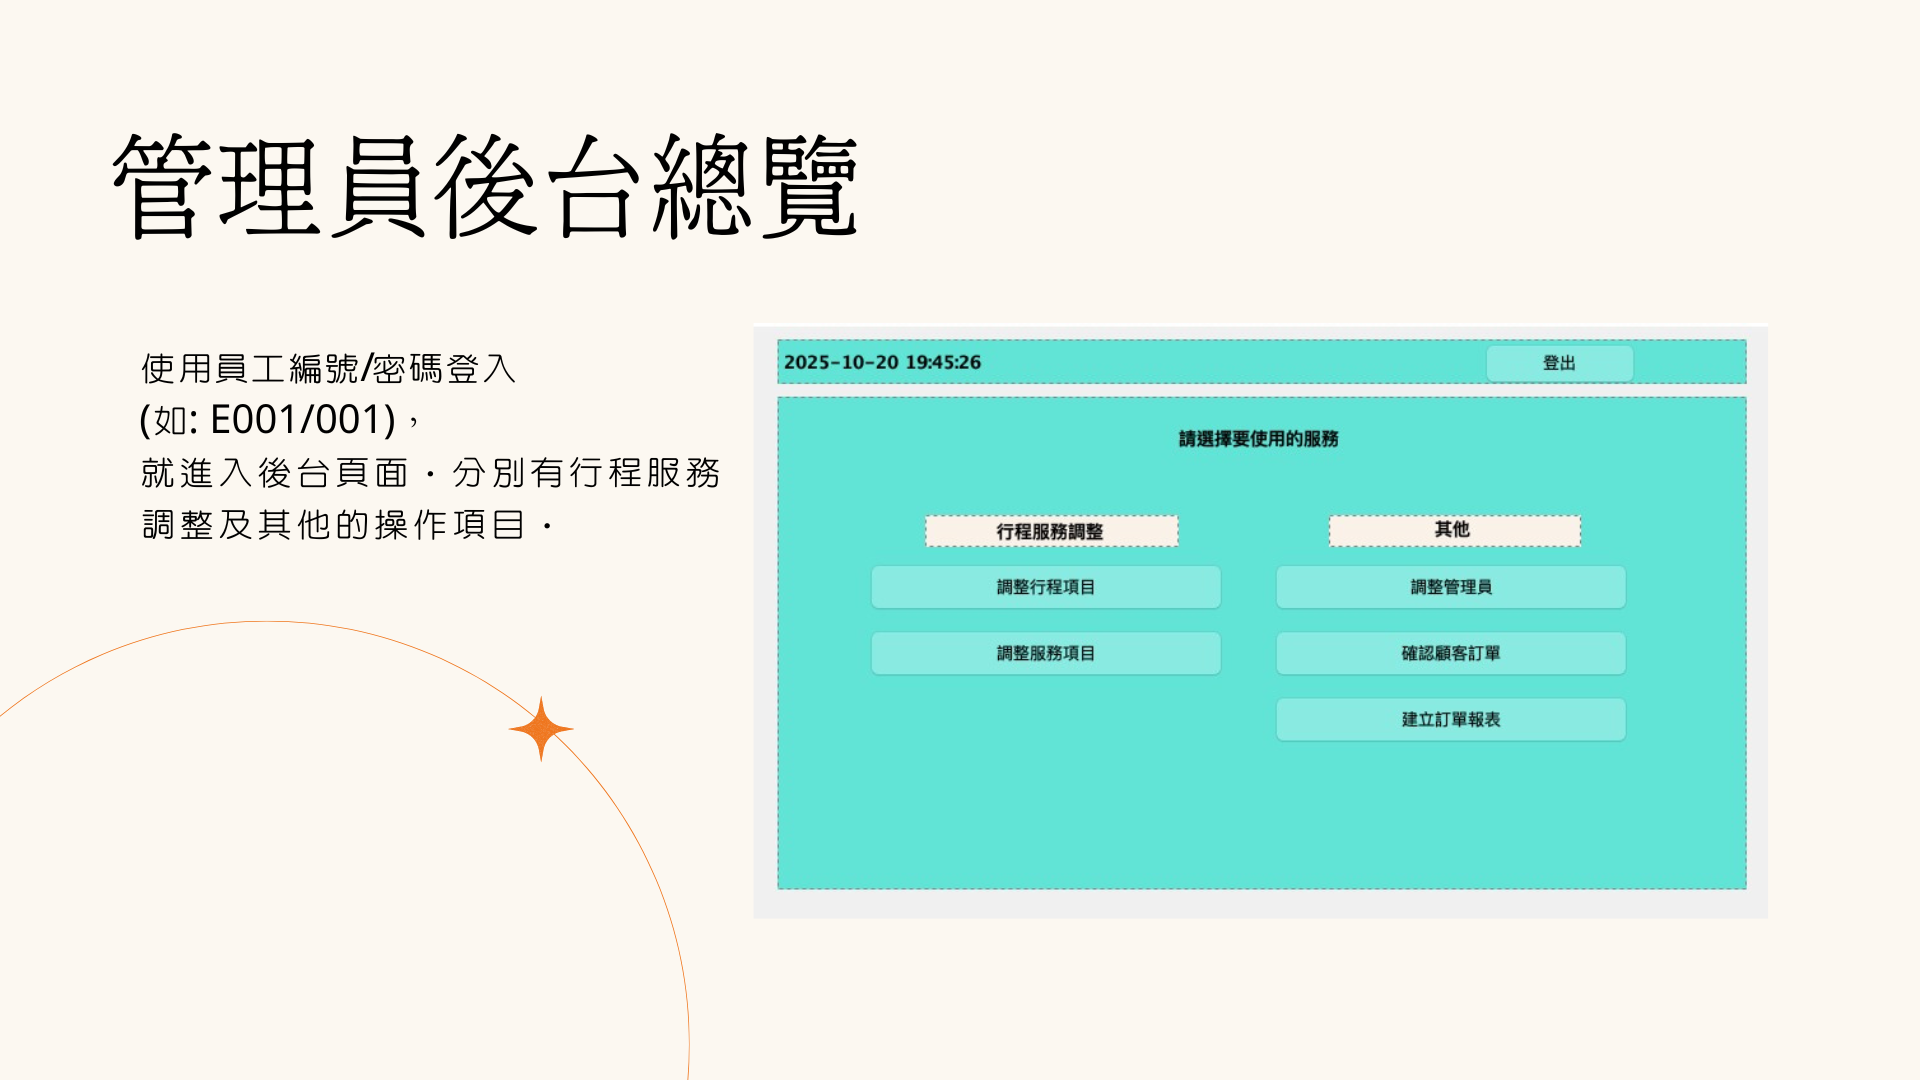 管理員後台總覽
使用員工編號/密碼登入
(如: E001/001)，
就進入後台頁面．分別有行程服務
調整及其他的操作項目．
2025-10-20 19:45:26
登出
請選擇要使用的服務
行程服務調整
其他
調整行程項目
調整管理員
調整服務項目
確認顧客訂單
建立訂單報表